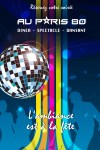 Réservez votre soirée
AU PARIS 80
DINER - SPECTACLE - DANSANT
L'ambiance
est à la fête